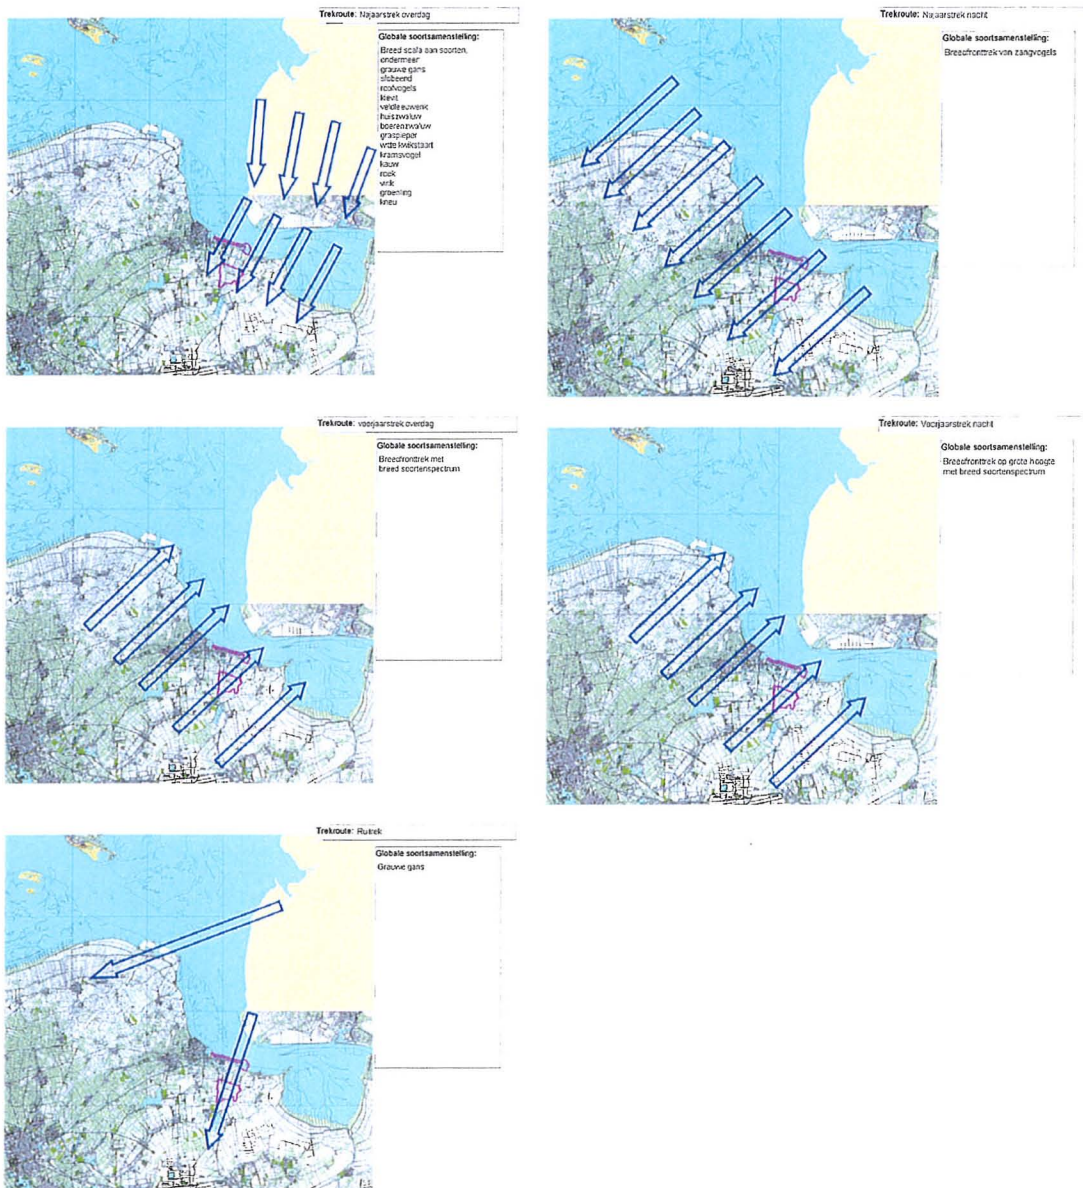 Trekroute: Najaarstrek overdag
Globale soortsamenstelling:
Breed scala aan soorten,
ondermeer
grauwe gans
afsbeend
roofvogels
kievit
veldleeuwerik
huiszwaluw
boerenzwaluw
graspieper
witte kwikstaart
kramsvogel
kauw
roek
vink
groenling
kneu
Trekroute: Najaarstrek nacht
Globale soortsamenstelling:
Breedfronttrek van zangvogels
Trekroute: voorjaarstrek overdag
Globale soortsamenstelling:
Breedfronttrek met
breed soortenspectrum
Trekroute: Voorjaarstrek nacht
Globale soortsamenstelling:
Breedfronttrek op grote hoogte
met breed soortenspectrum
Trekroute: Ruitrek
Globale soortsamenstelling:
Grauwe gans